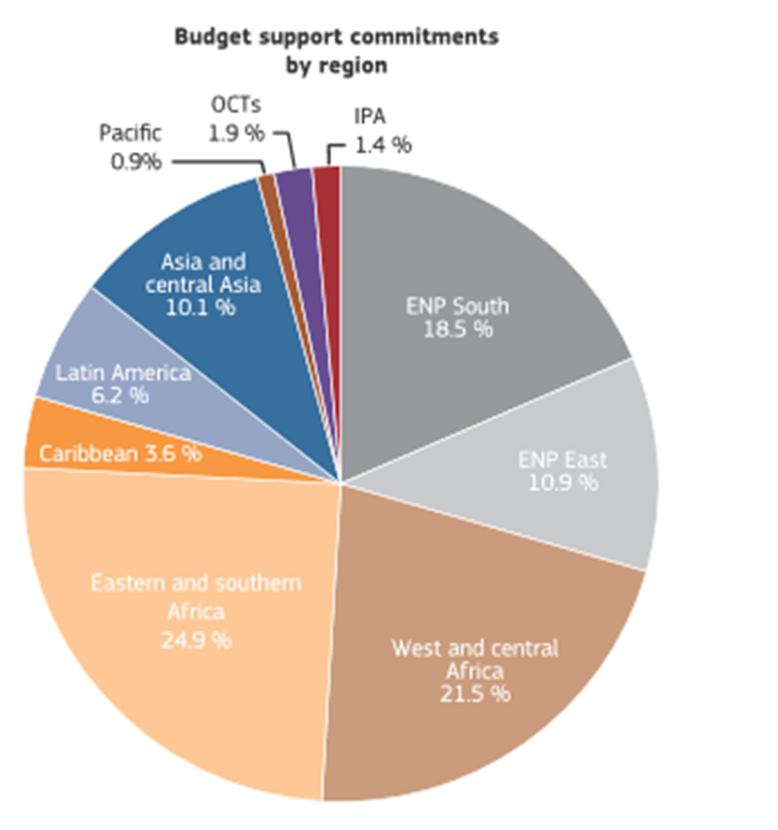 Budget support commitments
by region
OCTs
1.9 %
IPA
1.4 %
Pacific
0.9%
Asia and
central Asia
10.1 %
ENP South
18.5 %
Latin America
6.2 %
Caribbean 3.6 %
ENP East
10.9 %
Eastern and southern
Africa
24.9 %
West and central
Africa
21.5 %